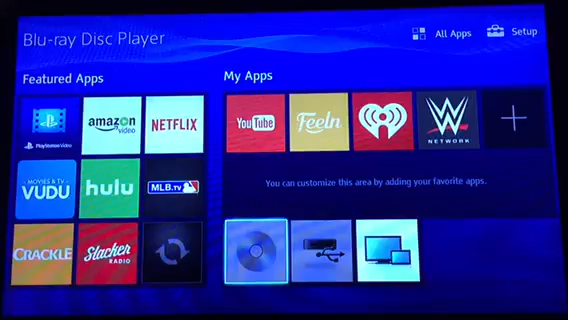 Blu-ray Disc Player
All Apps
Setup
Featured Apps
My Apps
PlayStation Video
amazon
video
NETFLIX
YouTube
Feeln
iHeart
W
NETWORK
MOVIES & TV
VUDU
hulu
MLB.TV
You can customize this area by adding your favorite apps.
CRACKLE
Slacker
RADIO